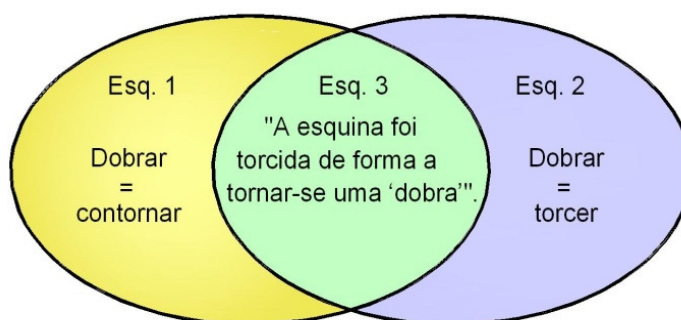 Esq. 1
Dobrar
=
contornar
Esq. 3
"A esquina foi
torcida de forma a
tornar-se uma ‘dobra’".
Esq. 2
Dobrar
=
torcer